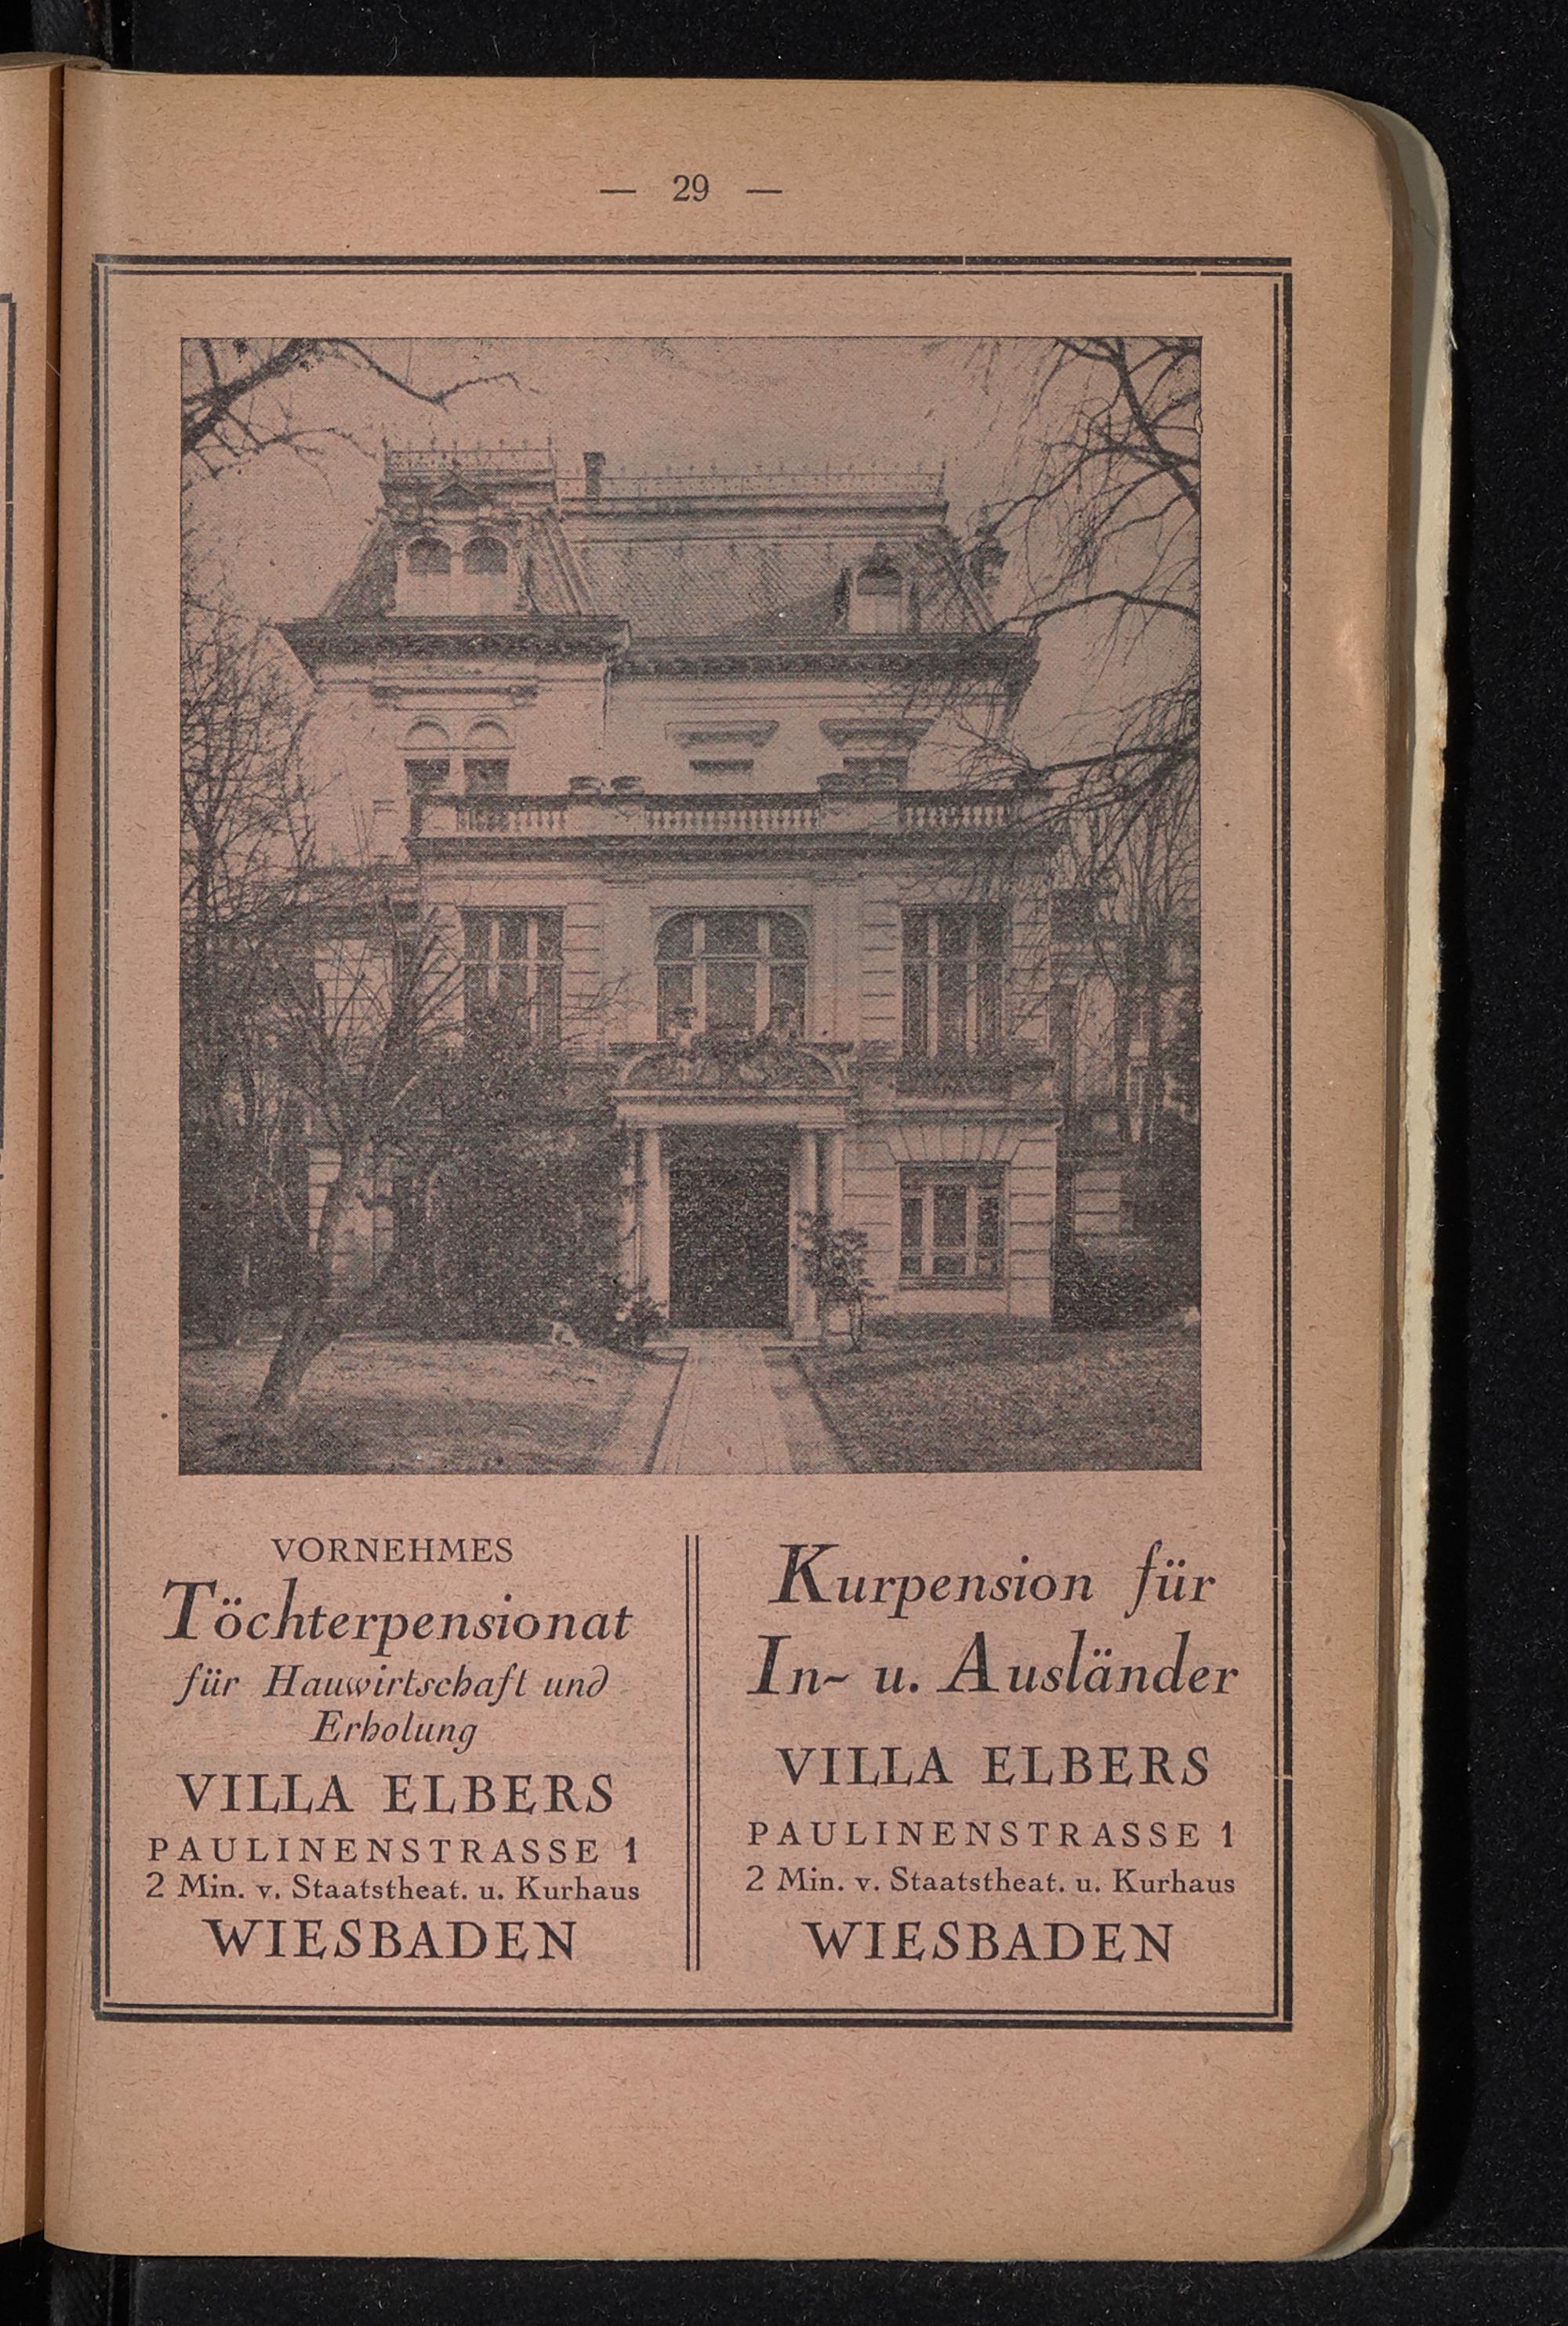 — 29 —
VORNEHMES
Töchterpensionat
für Hauwirtschaft und
Erholung
VILLA ELBERS
PAULINENSTRASSE 1
2 Min. v. Staatstheat. u. Kurhaus
WIESBADEN
Kurpension für
In- u. Ausländer
VILLA ELBERS
PAULINENSTRASSE 1
2 Min. v. Staatstheat. u. Kurhaus
WIESBADEN